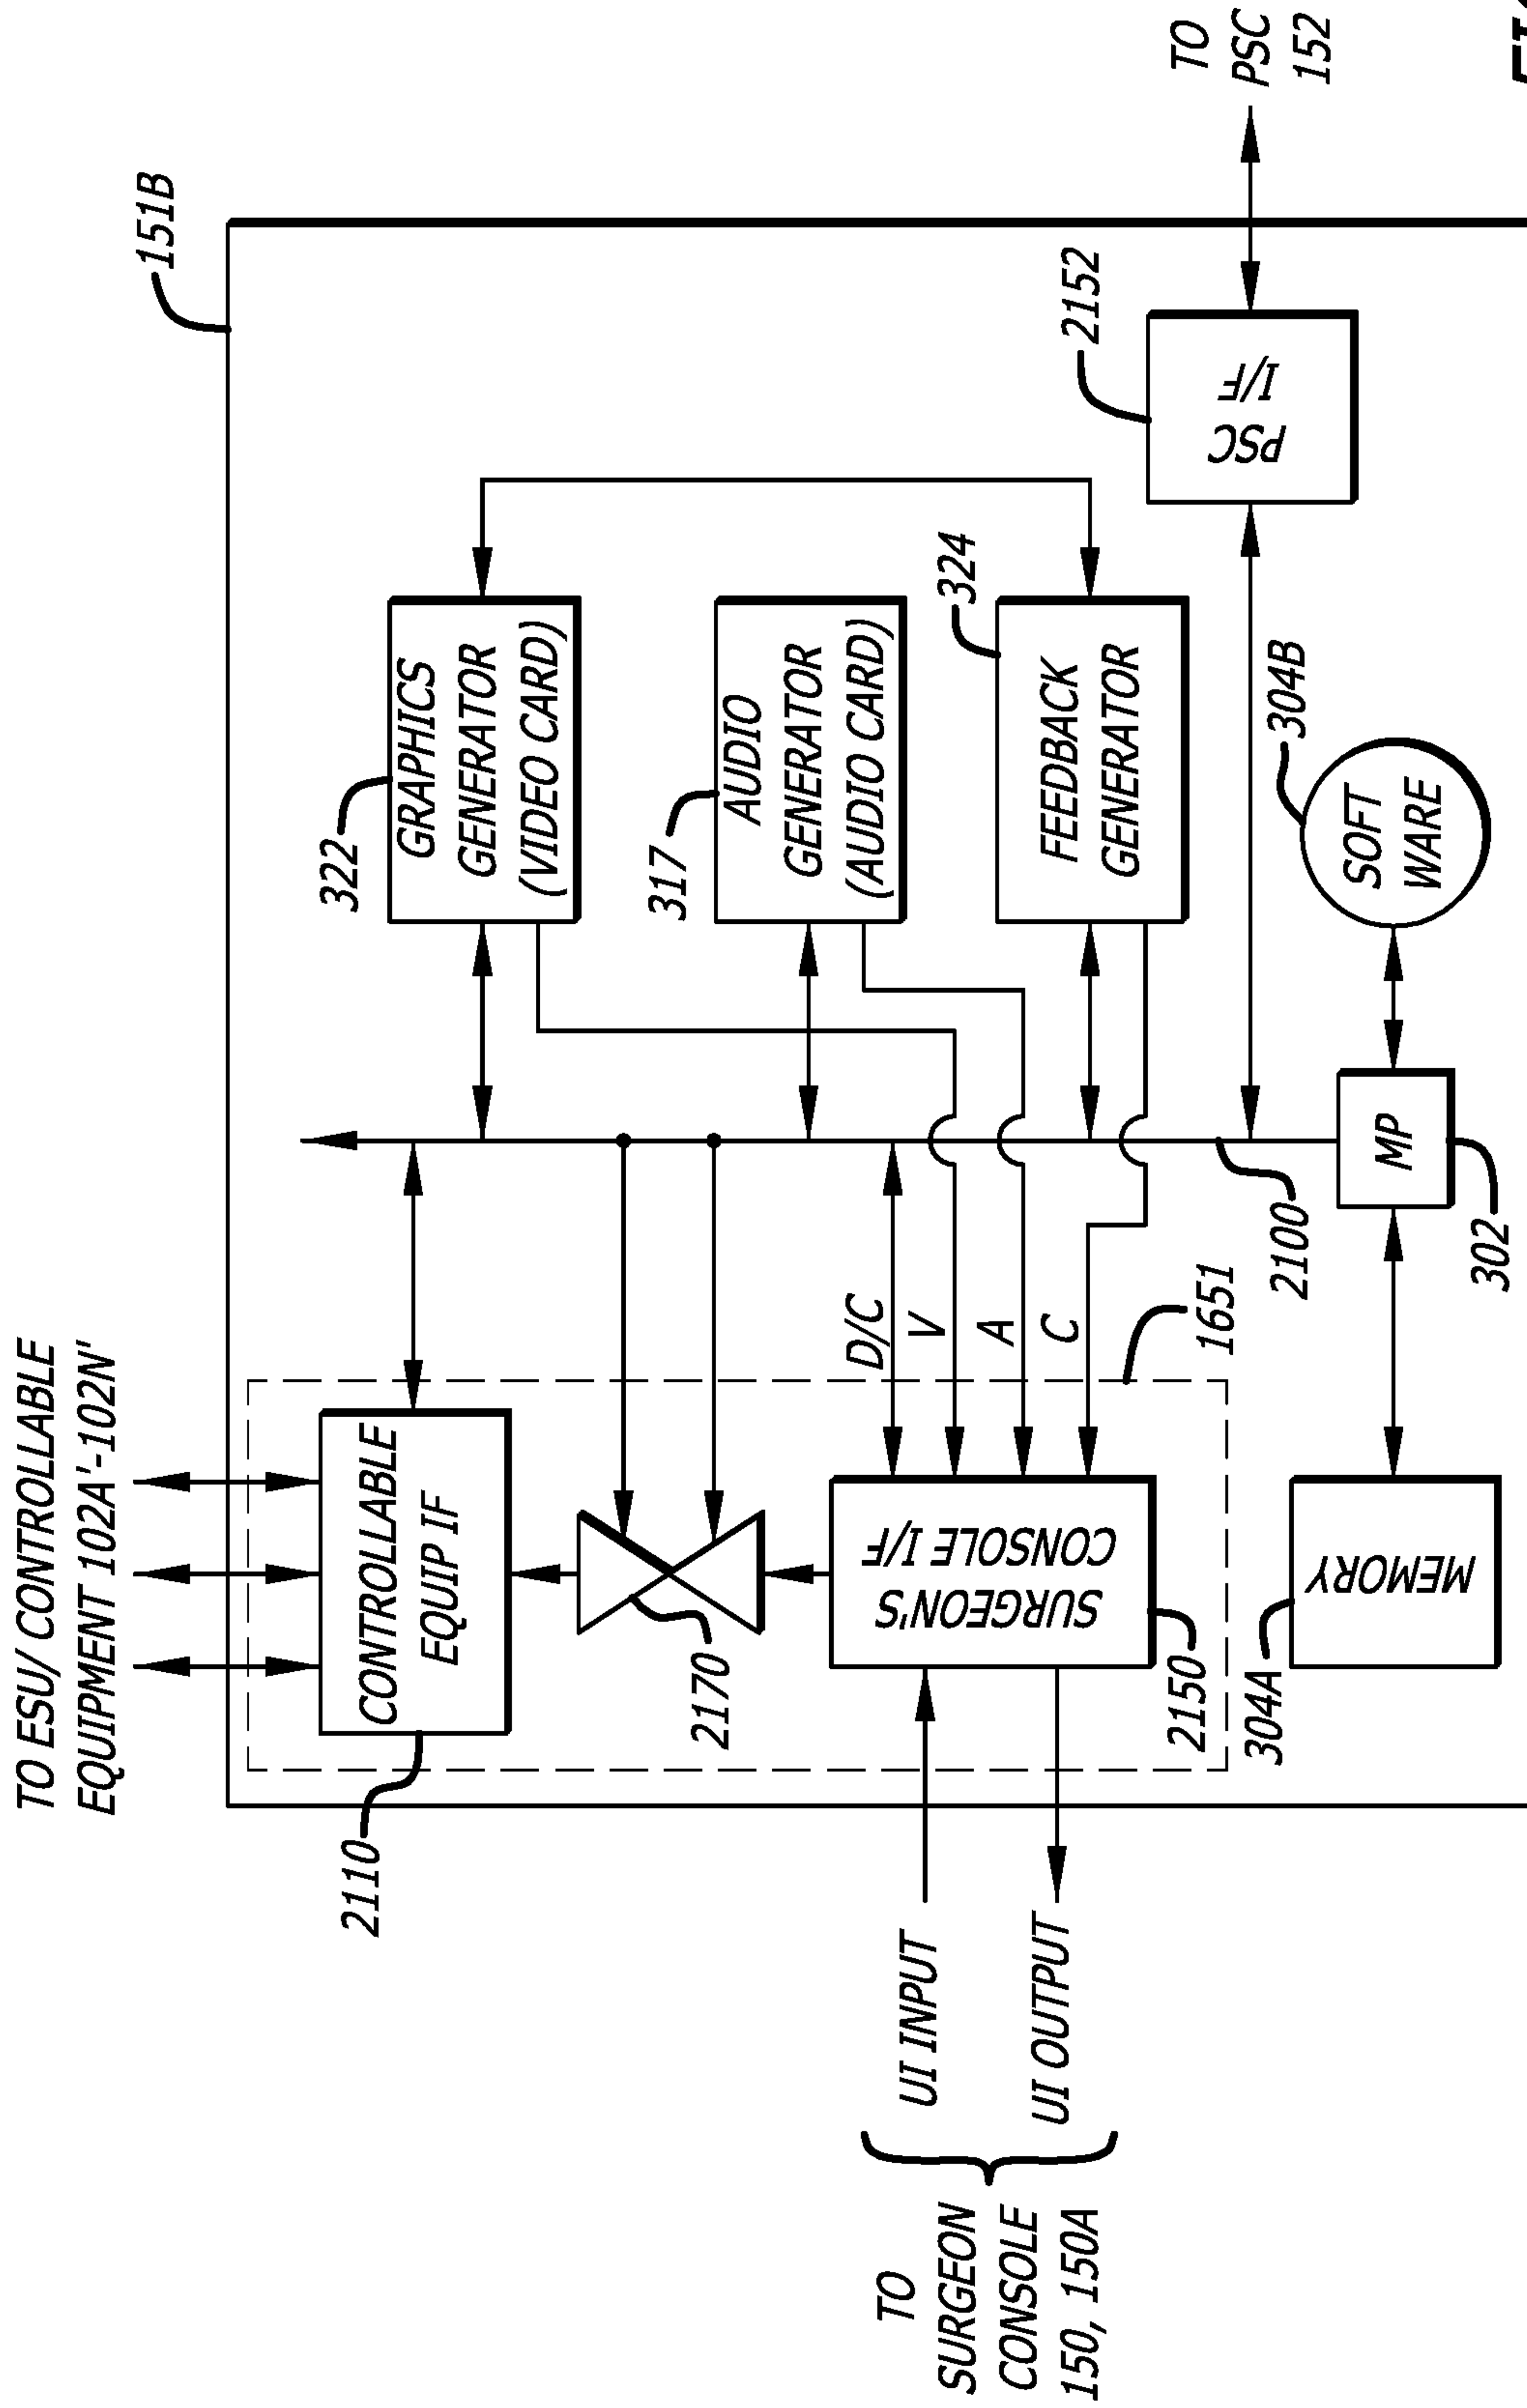 TO ESU/ CONTROLLABLE
EQUIPMENT 102A'-102N'
151B
2110
CONTROLLABLE
EQUIP IF
322
GRAPHICS
GENERATOR
(VIDEO CARD)
2170
317
AUDIO
GENERATOR
(AUDIO CARD)
TO
SURGEON
CONSOLE
150, 150A
UI INPUT
UI OUTPUT
SURGEON'S
CONSOLE I/F
2150
D/C
V
A
C
1651
324
FEEDBACK
GENERATOR
2152
PSC
I/F
TO
PSC
152
2100
304A
MEMORY
MP
302
304B
SOFT
WARE